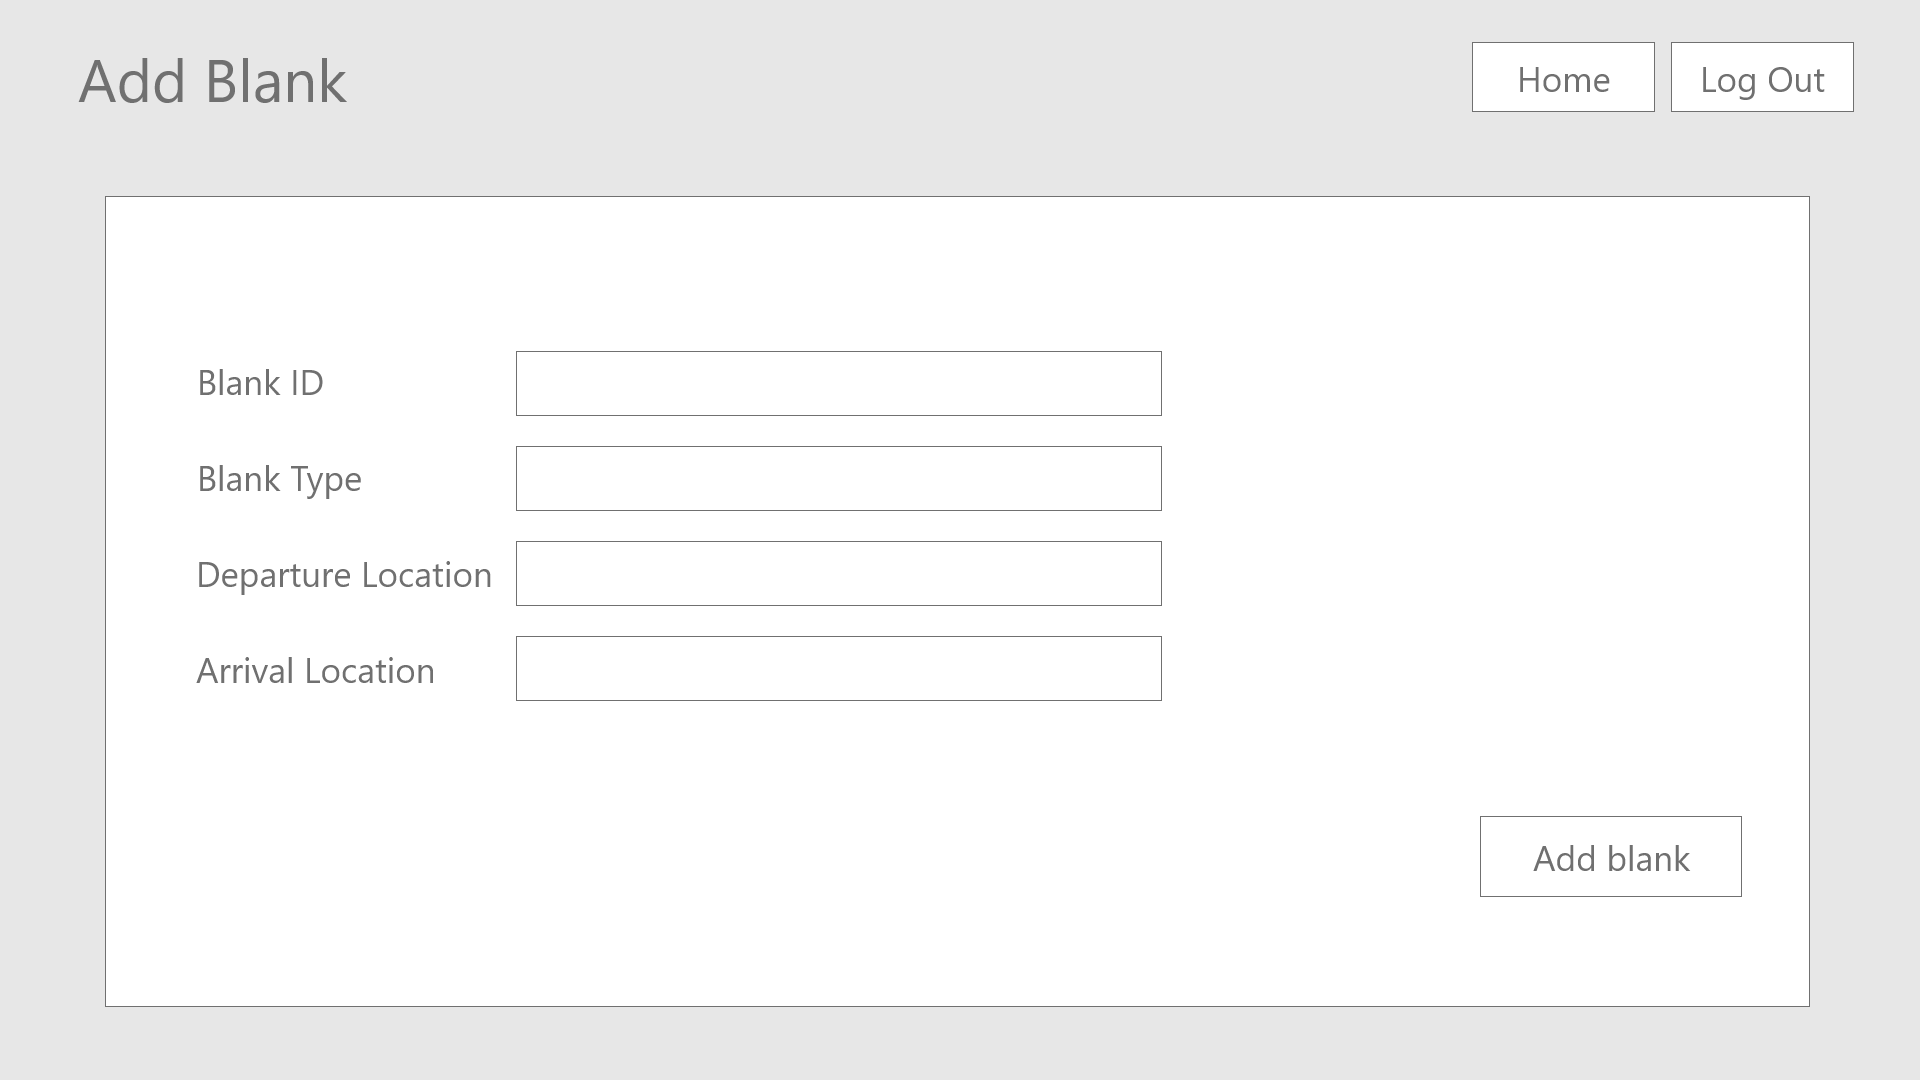 Add Blank
Home
Log Out
Blank ID
Blank Type
Departure Location
Arrival Location
Add blank